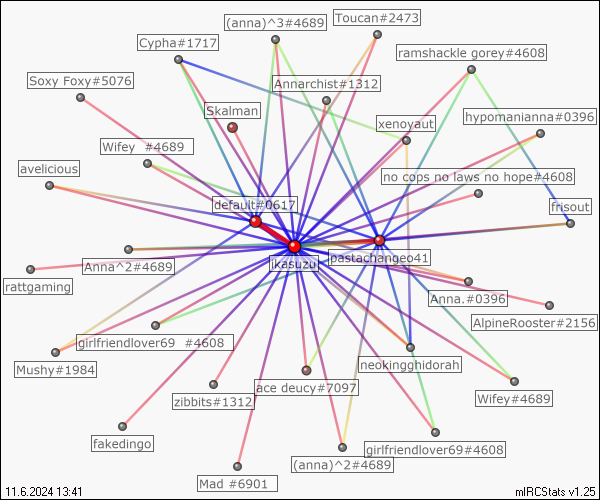 (anna)^3#4689
Toucan#2473
Cypha#1717
ramshackle gorey#4608
Soxy Foxy#5076
Annarchist#1312
Skalman
hypomanianna#0396
xenoyaut
Wifey  #4689
avelicious
no cops no laws no hope#4608
default#0617
frisout
ikasuzu
pastachange041
Anna^2#4689
rattgaming
Anna.#0396
AlpineRooster#2156
girlfriendlover69  #4608
Mushy#1984
neokingghidorah
ace deucy#7097
zibbits#1312
Wifey#4689
fakedingo
girlfriendlover69#4608
(anna)^2#4689
Mad #6901
11.6.2024 13:41
mIRCStats v1.25